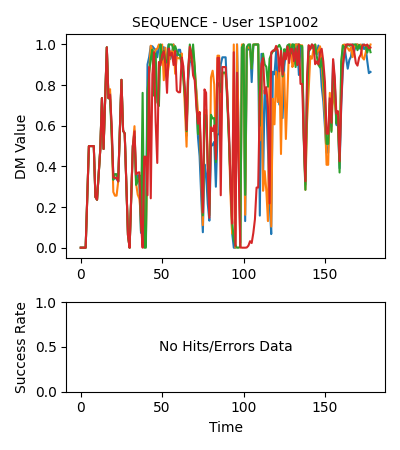 SEQUENCE - User 1SP1002
DM Value
1.0
0.8
0.6
0.4
0.2
0.0
0 50 100 150
Success Rate
1.0
0.5
0.0
No Hits/Errors Data
0 50 100 150
Time